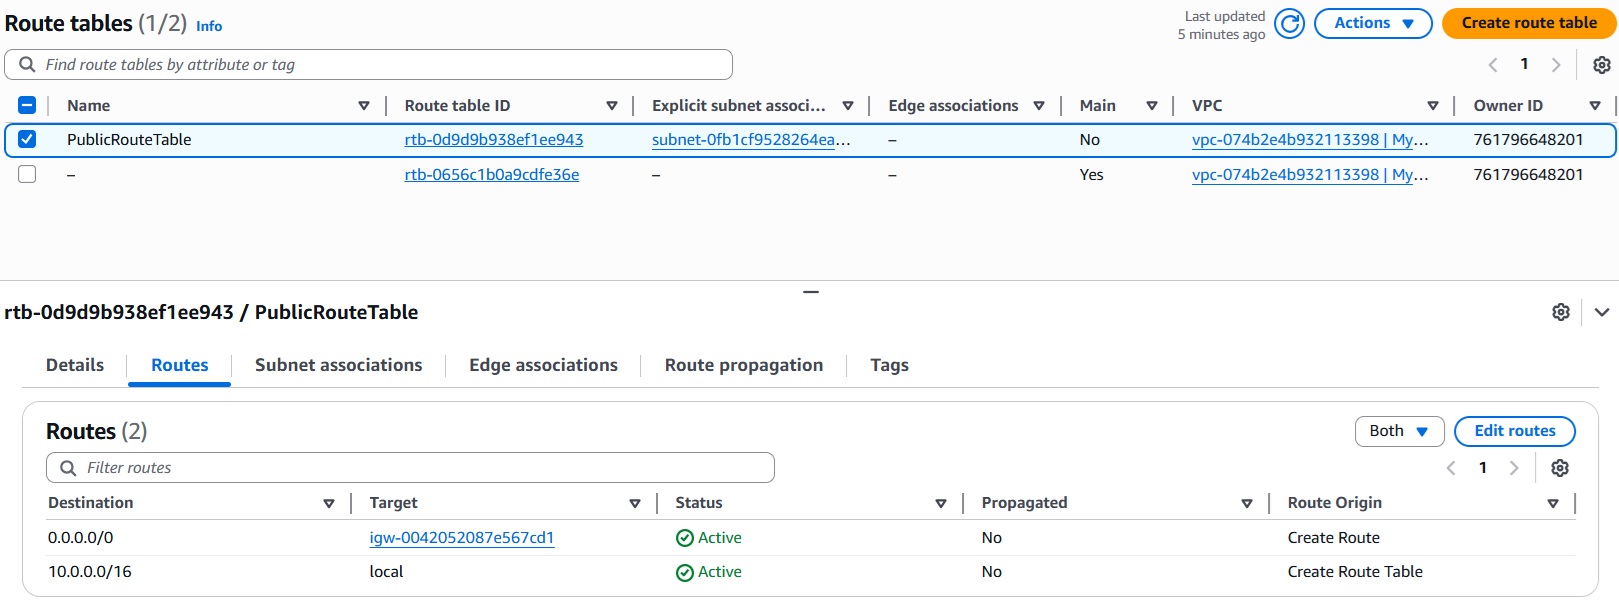 Route tables (1/2) Info
Last updated
5 minutes ago
Actions
Create route table
Find route tables by attribute or tag
1
Name Route table ID Explicit subnet associ... Edge associations Main VPC Owner ID
PublicRouteTable rtb-0d9d9b938ef1ee943 subnet-0fb1cf9528264ea... – No vpc-074b2e4b932113398 | My... 761796648201
– rtb-0656c1b0a9cdfe36e – – Yes vpc-074b2e4b932113398 | My... 761796648201
rtb-0d9d9b938ef1ee943 / PublicRouteTable
Details Routes Subnet associations Edge associations Route propagation Tags
Routes (2)
Both
Edit routes
Filter routes
1
Destination Target Status Propagated Route Origin
0.0.0.0/0 igw-0042052087e567cd1 Active No Create Route
10.0.0.0/16 local Active No Create Route Table